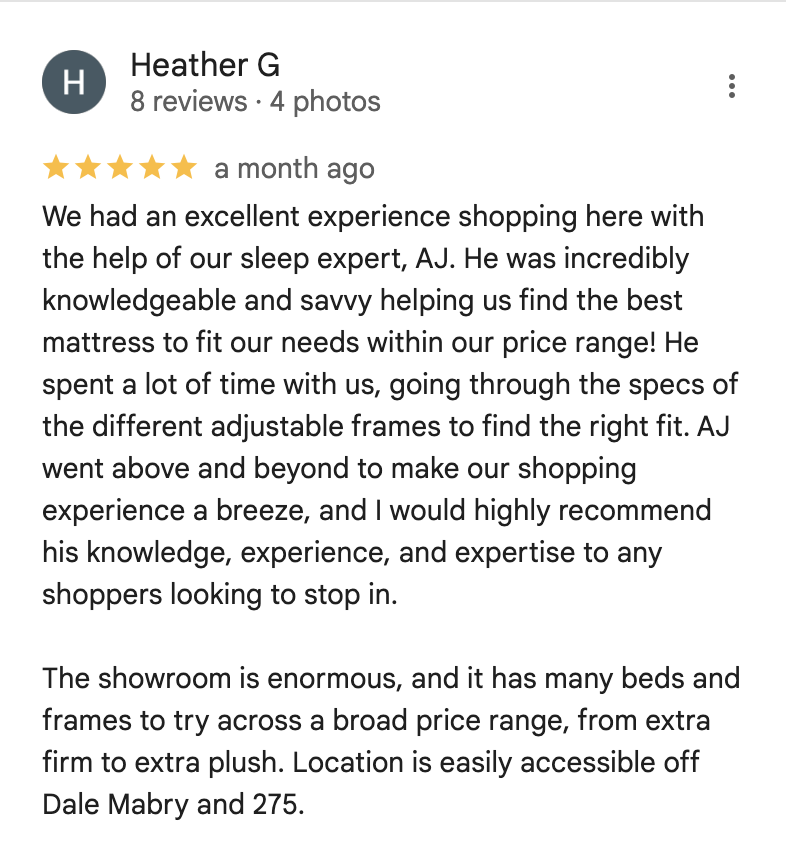 H
Heather G
8 reviews · 4 photos
a month ago
We had an excellent experience shopping here with
the help of our sleep expert, AJ. He was incredibly
knowledgeable and savvy helping us find the best
mattress to fit our needs within our price range! He
spent a lot of time with us, going through the specs of
the different adjustable frames to find the right fit. AJ
went above and beyond to make our shopping
experience a breeze, and I would highly recommend
his knowledge, experience, and expertise to any
shoppers looking to stop in.
The showroom is enormous, and it has many beds and
frames to try across a broad price range, from extra
firm to extra plush. Location is easily accessible off
Dale Mabry and 275.